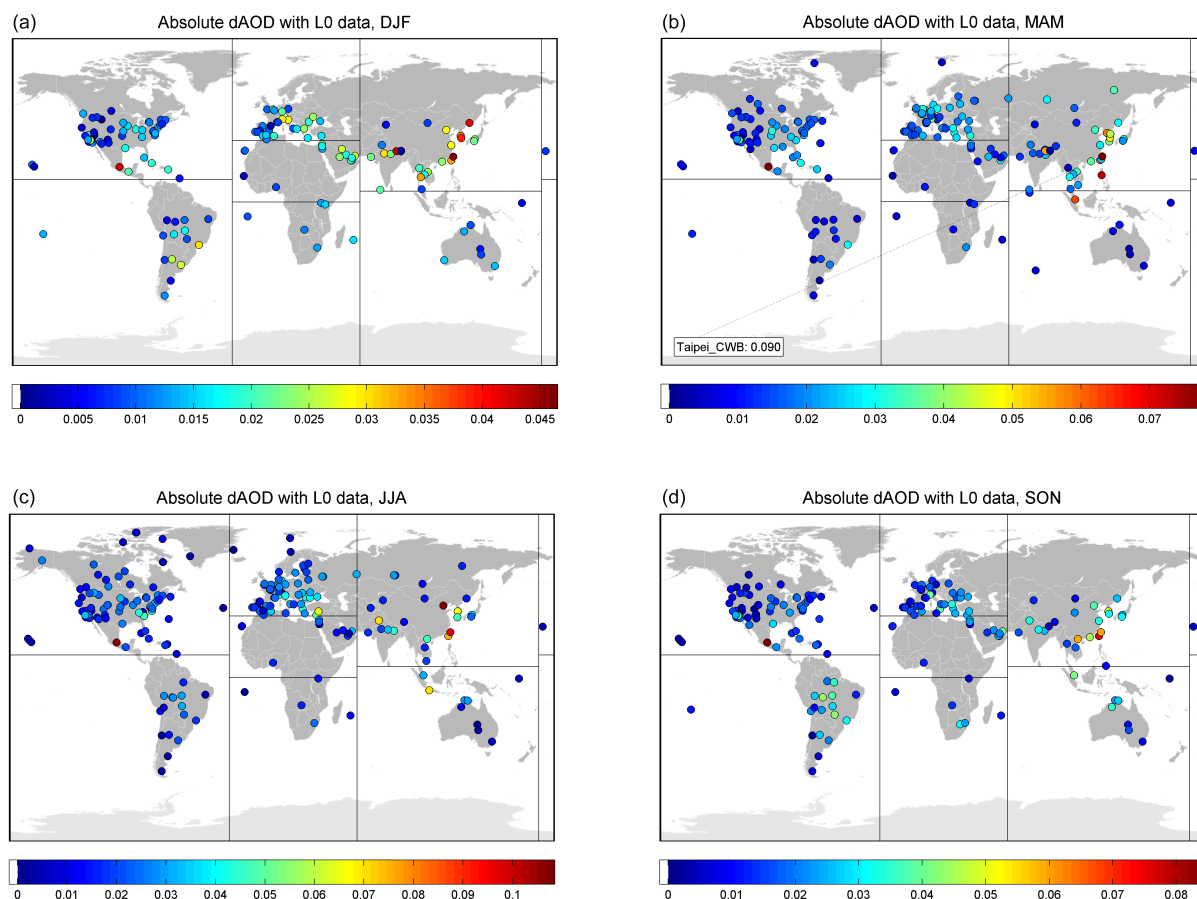 (a)
Absolute dAOD with L0 data, DJF
(b)
Absolute dAOD with L0 data, MAM
Taipei_CWB: 0.090
0 0.005 0.01 0.015 0.02 0.025 0.03 0.035 0.04 0.045
0 0.01 0.02 0.03 0.04 0.05 0.06 0.07
(c)
Absolute dAOD with L0 data, JJA
(d)
Absolute dAOD with L0 data, SON
0 0.01 0.02 0.03 0.04 0.05 0.06 0.07 0.08 0.09 0.1
0 0.01 0.02 0.03 0.04 0.05 0.06 0.07 0.08